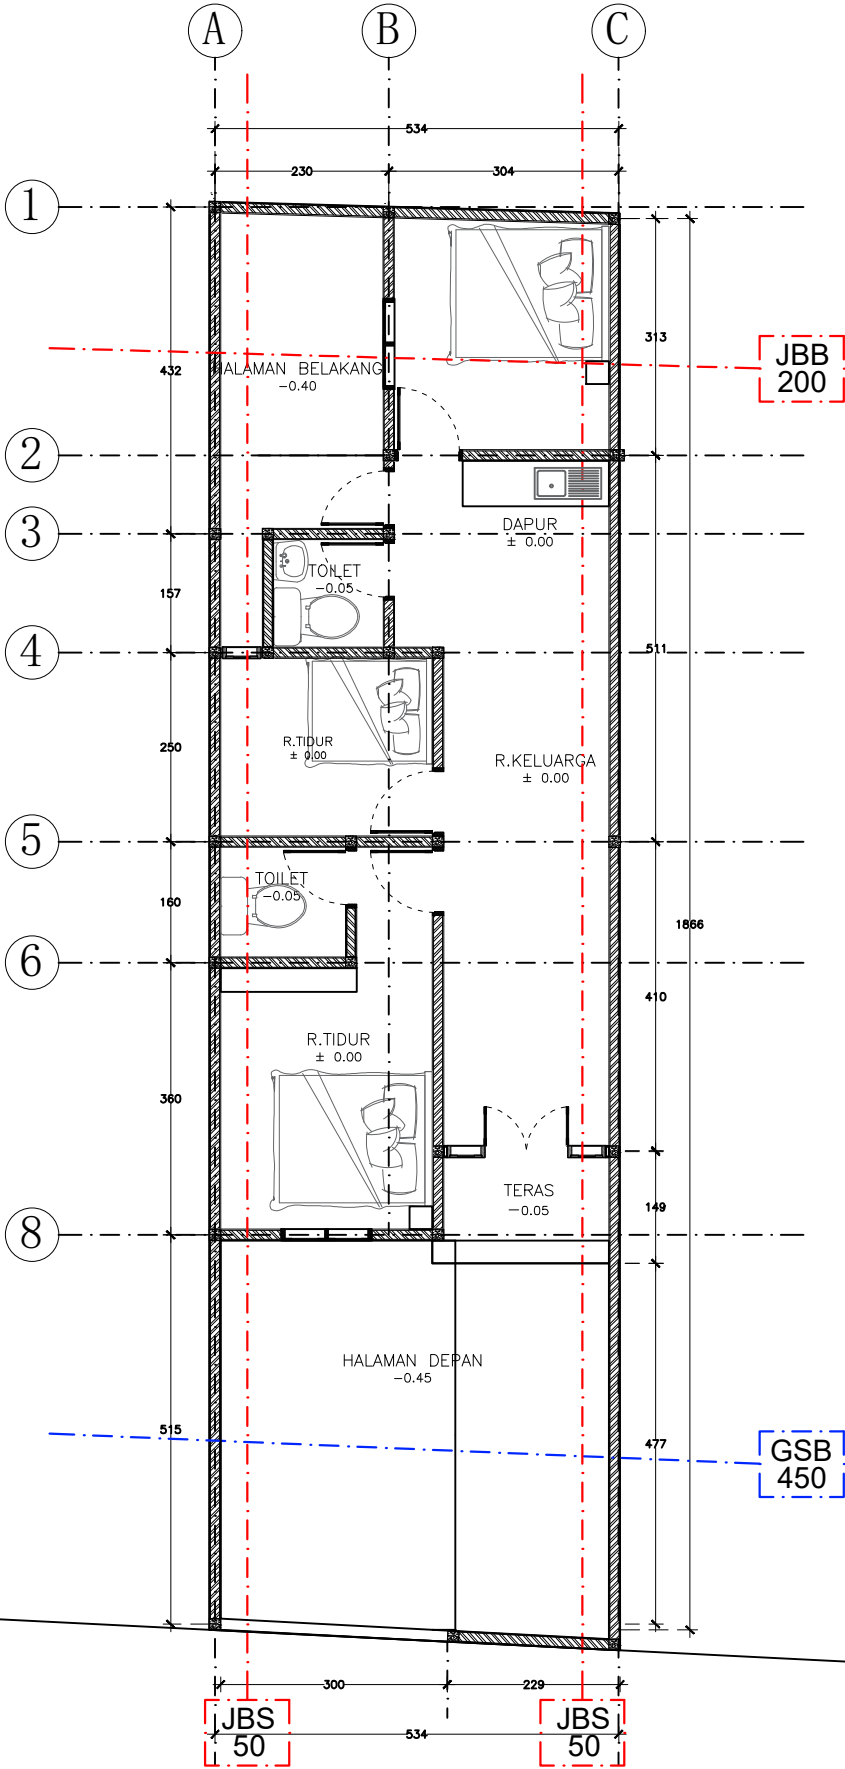 A
B
C
534
230
304
1
313
JBB
200
432
HALAMAN BELAKANG
-0.40
2
DAPUR
± 0.00
3
TOILET
-0.05
157
4
511
R.TIDUR
± 0.00
250
R.KELUARGA
± 0.00
5
TOILET
-0.05
160
1866
6
410
R.TIDUR
± 0.00
360
TERAS
-0.05
149
8
HALAMAN DEPAN
-0.45
515
477
GSB
450
300
229
JBS
50
534
JBS
50